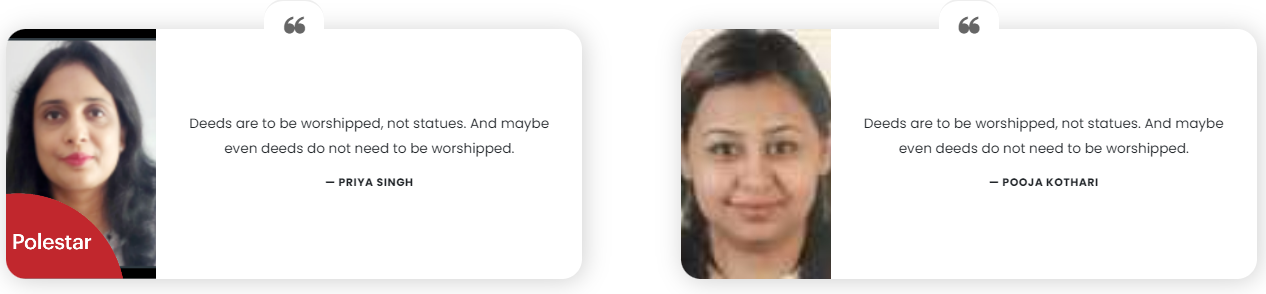 ❝
Deeds are to be worshipped, not statues. And maybe
even deeds do not need to be worshipped.
— PRIYA SINGH
Polestar
❝
Deeds are to be worshipped, not statues. And maybe
even deeds do not need to be worshipped.
— POOJA KOTHARI